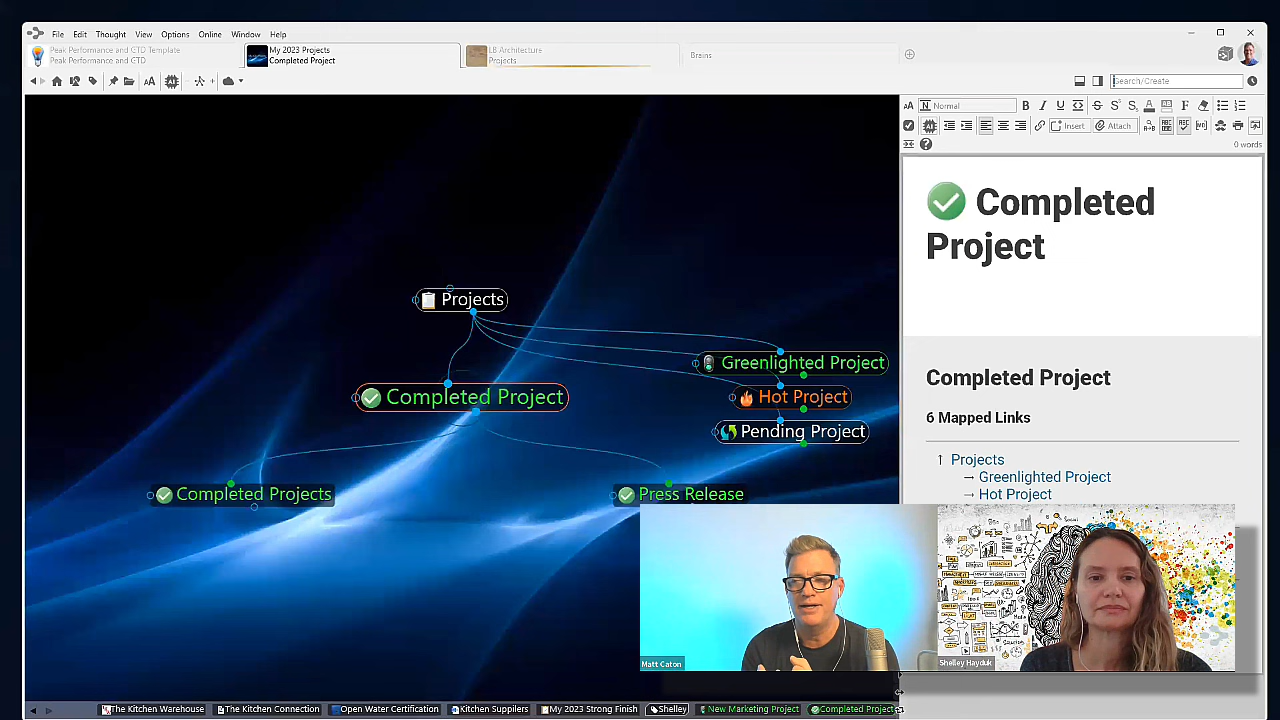 File Edit Thought View Options Online Window Help
Peak Performance and GTD Template
Peak Performance and GTD
My 2023 Projects
Completed Project
LB Architecture
Projects
Brains
Search/Create
Normal
Insert
Attach
0 words
✅ Completed
Project
Completed Project
6 Mapped Links
↑ Projects
→ Greenlighted Project
→ Hot Project
Projects
Greenlighted Project
Completed Project
Hot Project
Pending Project
Completed Projects
Press Release
Matt Caton
Shelley Hayduk
The Kitchen Warehouse
The Kitchen Connection
Open Water Certification
Kitchen Suppliers
My 2023 Strong Finish
Shelley
New Marketing Project
Completed Project